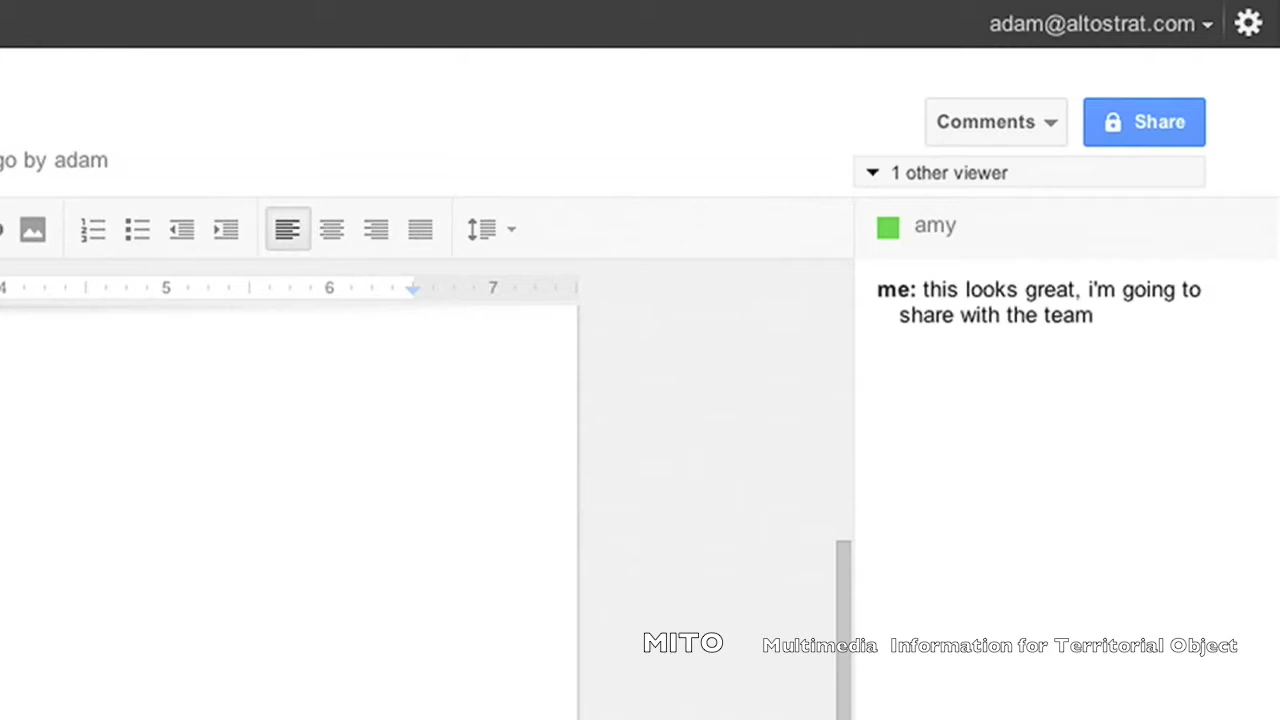 adam@altostrat.com
Comments
Share
go by adam
1 other viewer
amy
4 5 6 7
me: this looks great, i'm going to
share with the team
MITO Multimedia Information for Territorial Object